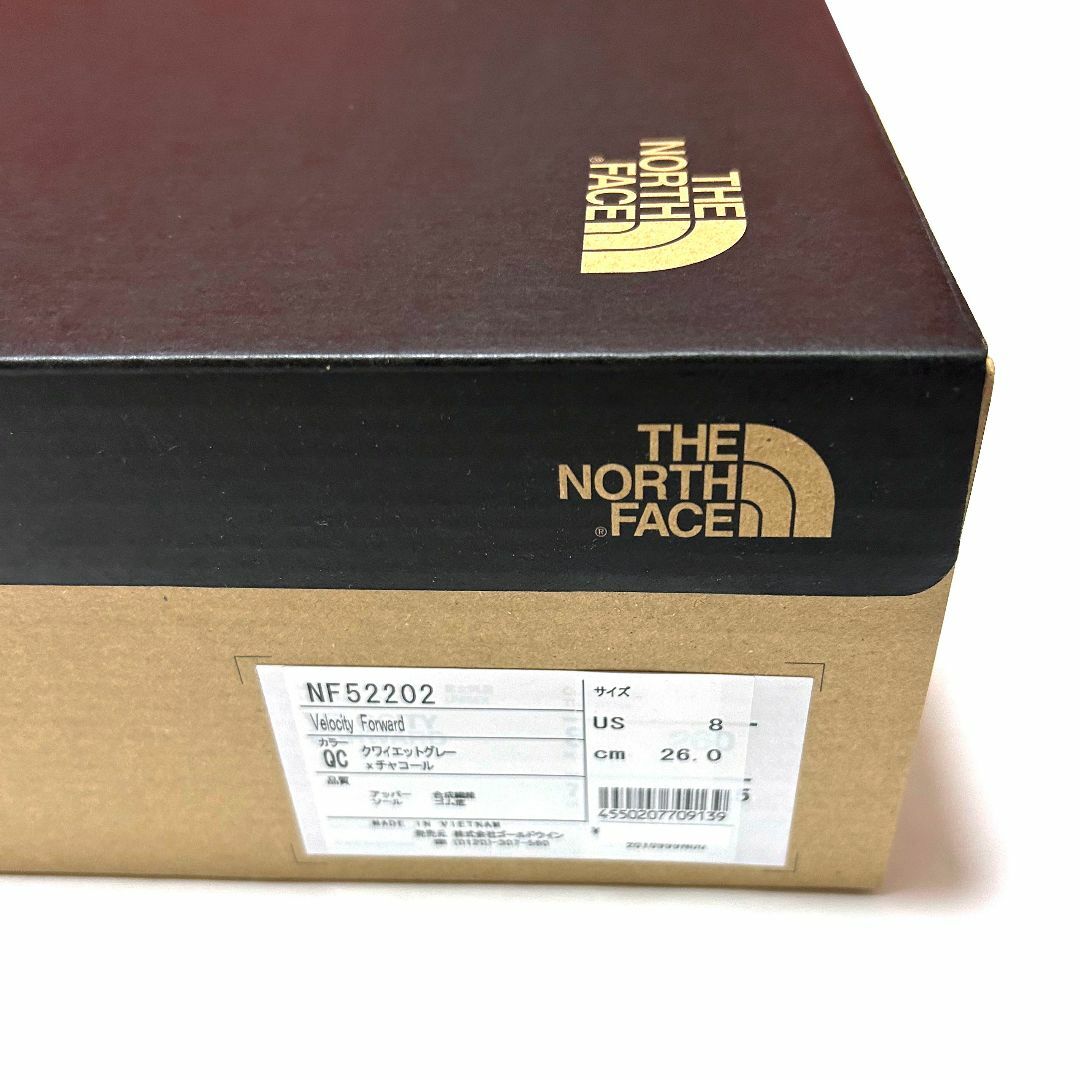 THE
NORTH
FACE®
THE
NORTH
® FACE
NF52202
Velocity Forward
カラー
QC クワイエットグレー
×チャコール
品質
アッパー 合成繊維
ソール ゴム底
MADE IN VIETNAM
発売元 株式会社ゴールドウイン
サイズ
US 8
cm 26.0
4550207709139
¥